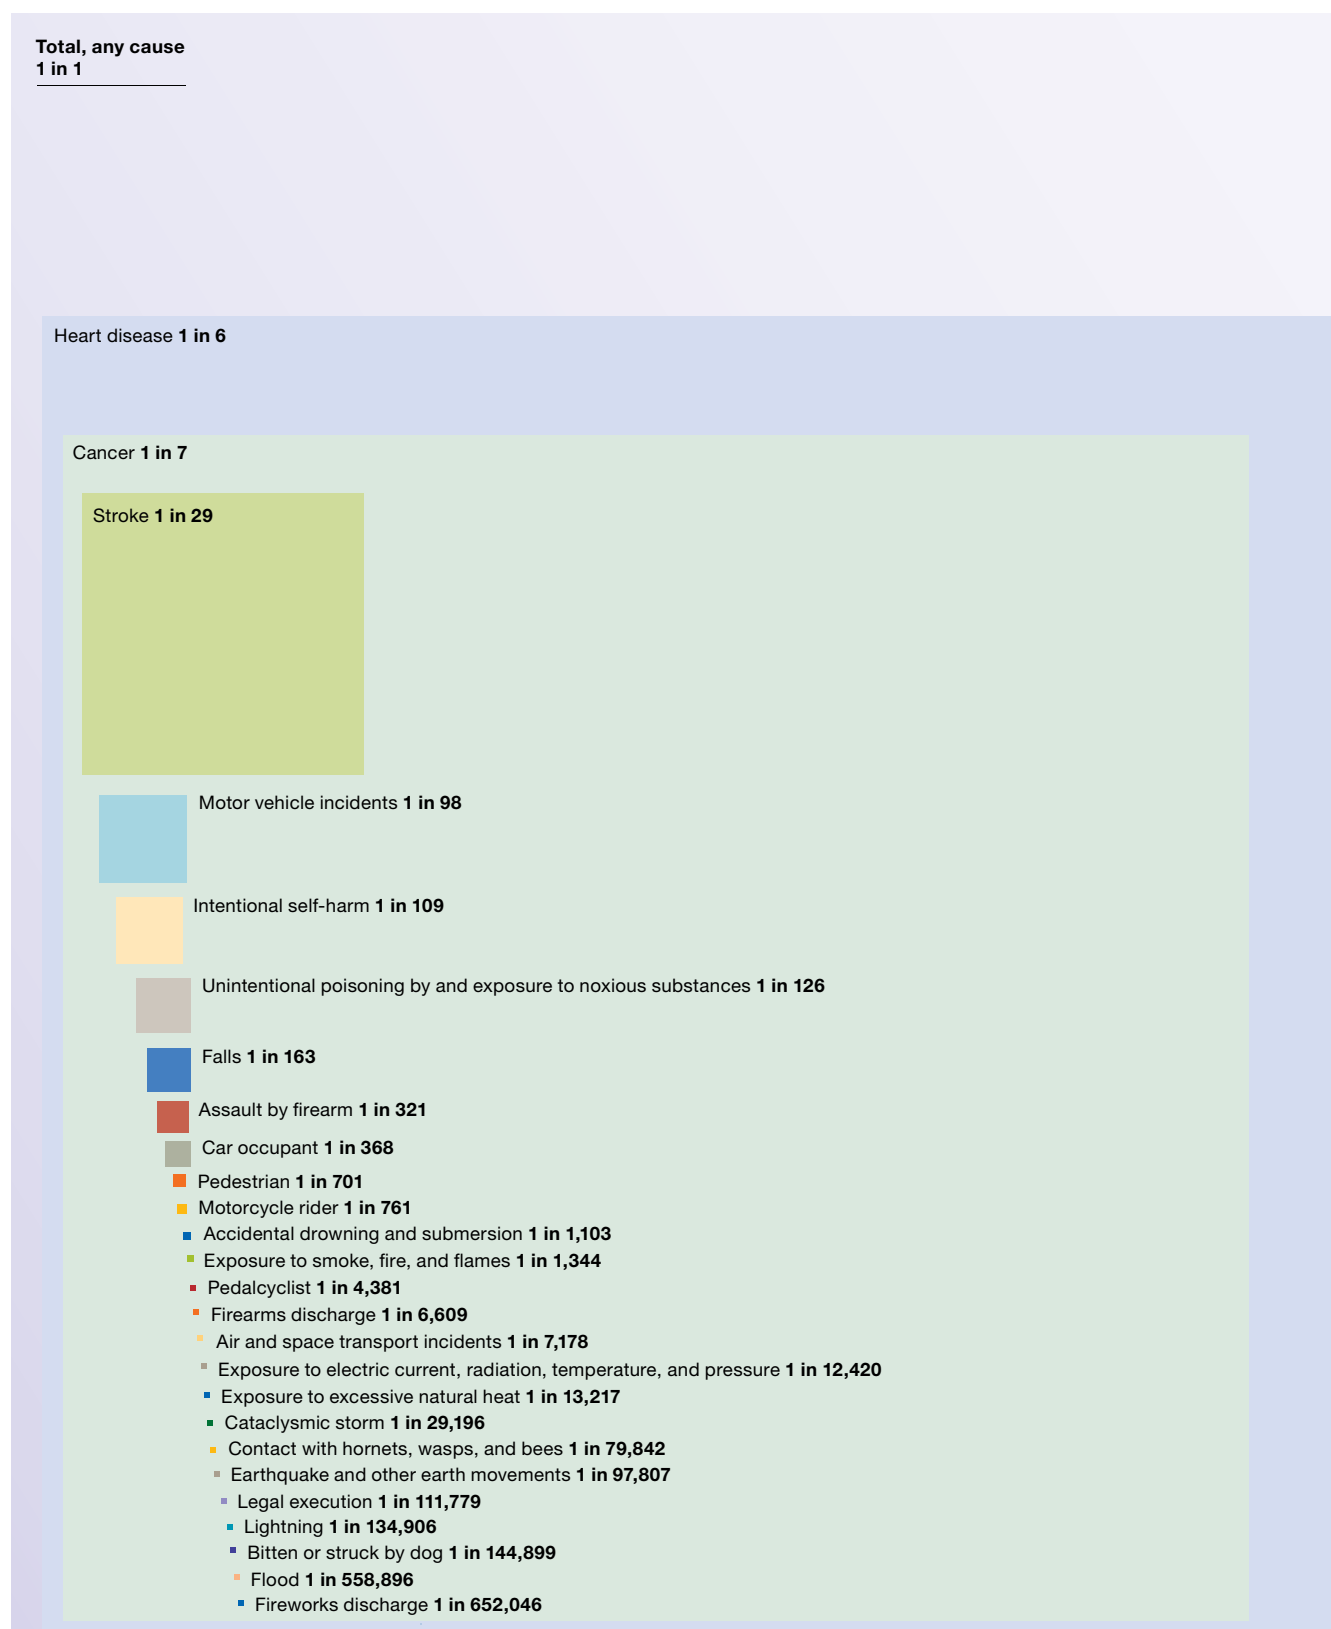 Total, any cause
1 in 1
Heart disease 1 in 6
Cancer 1 in 7
Stroke 1 in 29
Motor vehicle incidents 1 in 98
Intentional self-harm 1 in 109
Unintentional poisoning by and exposure to noxious substances 1 in 126
Falls 1 in 163
Assault by firearm 1 in 321
Car occupant 1 in 368
Pedestrian 1 in 701
Motorcycle rider 1 in 761
Accidental drowning and submersion 1 in 1,103
Exposure to smoke, fire, and flames 1 in 1,344
Pedalcyclist 1 in 4,381
Firearms discharge 1 in 6,609
Air and space transport incidents 1 in 7,178
Exposure to electric current, radiation, temperature, and pressure 1 in 12,420
Exposure to excessive natural heat 1 in 13,217
Cataclysmic storm 1 in 29,196
Contact with hornets, wasps, and bees 1 in 79,842
Earthquake and other earth movements 1 in 97,807
Legal execution 1 in 111,779
Lightning 1 in 134,906
Bitten or struck by dog 1 in 144,899
Flood 1 in 558,896
Fireworks discharge 1 in 652,046